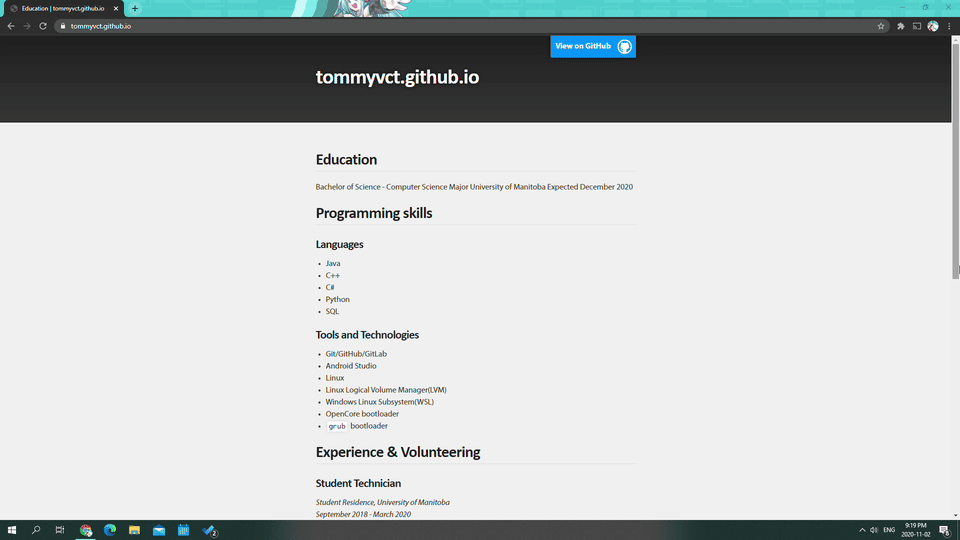 Education | tommyvct.github.io
tommyvct.github.io
View on GitHub
tommyvct.github.io
Education
Bachelor of Science - Computer Science Major University of Manitoba Expected December 2020
Programming skills
Languages
Java
C++
C#
Python
SQL
Tools and Technologies
Git/GitHub/GitLab
Android Studio
Linux
Linux Logical Volume Manager(LVM)
Windows Linux Subsystem(WSL)
OpenCore bootloader
grub bootloader
Experience & Volunteering
Student Technician
Student Residence, University of Manitoba
September 2018 - March 2020
2
ENG
9:19 PM
2020-11-02